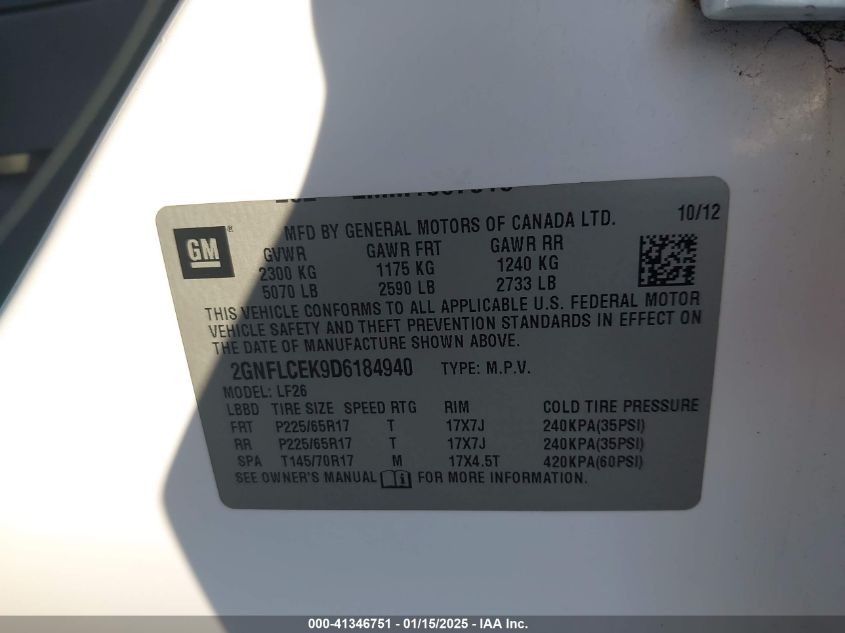 MFD BY GENERAL MOTORS OF CANADA LTD. 10/12
GM®
GVWR GAWR FRT GAWR RR
2300 KG 1175 KG 1240 KG
5070 LB 2590 LB 2733 LB
THIS VEHICLE CONFORMS TO ALL APPLICABLE U.S. FEDERAL MOTOR
VEHICLE SAFETY AND THEFT PREVENTION STANDARDS IN EFFECT ON
THE DATE OF MANUFACTURE SHOWN ABOVE.
2GNFLCEK9D6184940 TYPE: M.P.V.
MODEL: LF26
LBBD TIRE SIZE SPEED RTG RIM COLD TIRE PRESSURE
FRT P225/65R17 T 17X7J 240KPA(35PSI)
RR P225/65R17 T 17X7J 240KPA(35PSI)
SPA T145/70R17 M 17X4.5T 420KPA(60PSI)
SEE OWNER'S MANUAL FOR MORE INFORMATION.
000-41346751 - 01/15/2025 - IAA Inc.